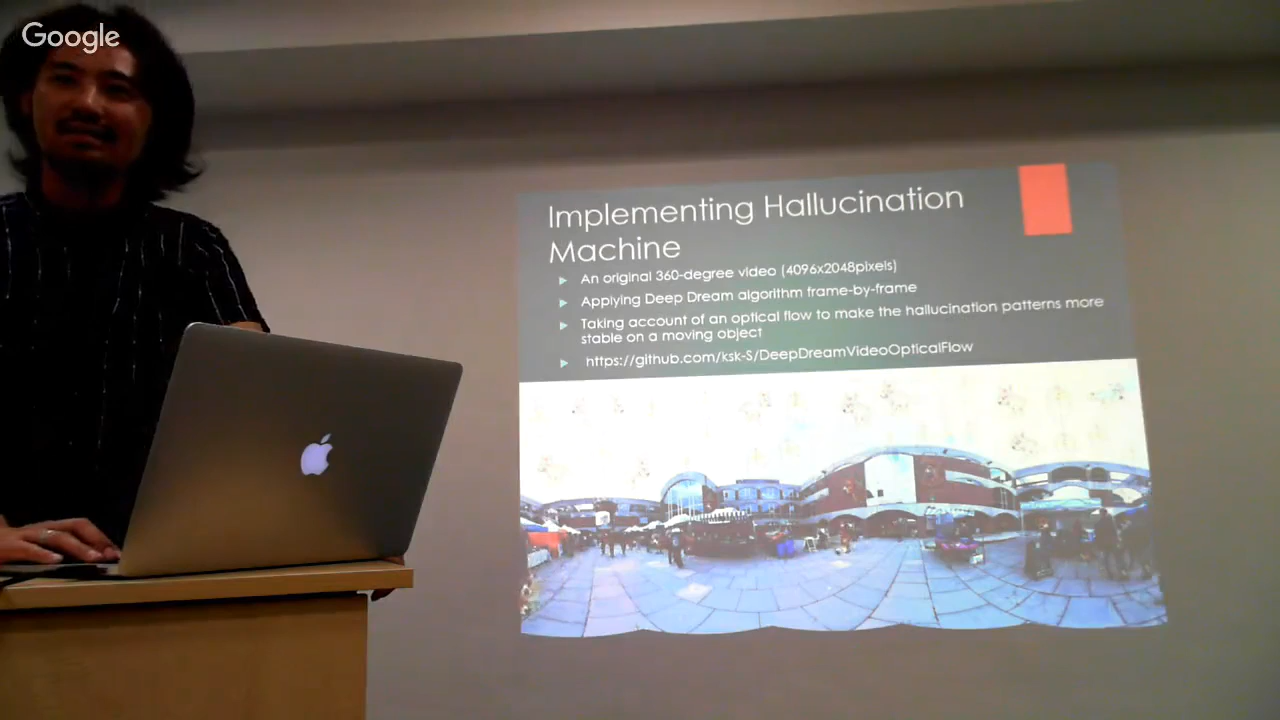 Google
Implementing Hallucination
Machine
An original 360-degree video (4096x2048pixels)
Applying Deep Dream algorithm frame-by-frame
Taking account of an optical flow to make the hallucination patterns more
stable on a moving object
https://github.com/ksk-S/DeepDreamVideoOpticalFlow